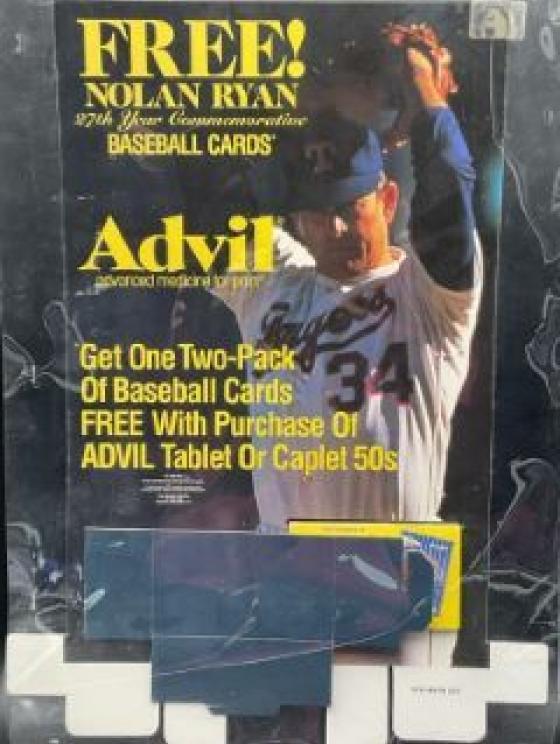 FREE!
NOLAN RYAN
27th Year Commemorative
BASEBALL CARDS
Advil
advanced medicine for pain
Rangers
34
Get One Two-Pack
Of Baseball Cards
FREE With Purchase Of
ADVIL Tablet Or Caplet 50s